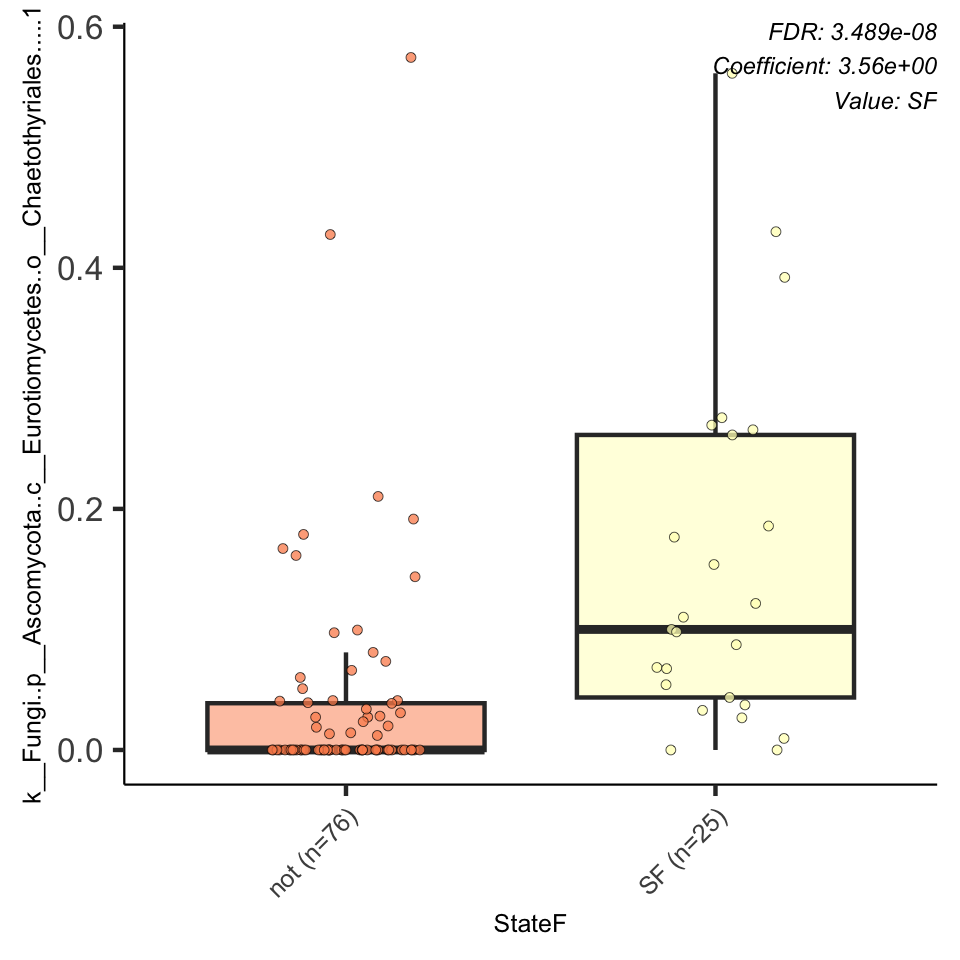 FDR: 3.489e-08
Coefficient: 3.56e+00
Value: SF
k__Fungi..p__Ascomycota..c__Eurotiomycetes..o__Chaetothyriales.....1
0.6
0.4
0.2
0.0
not (n=76)
SF (n=25)
StateF